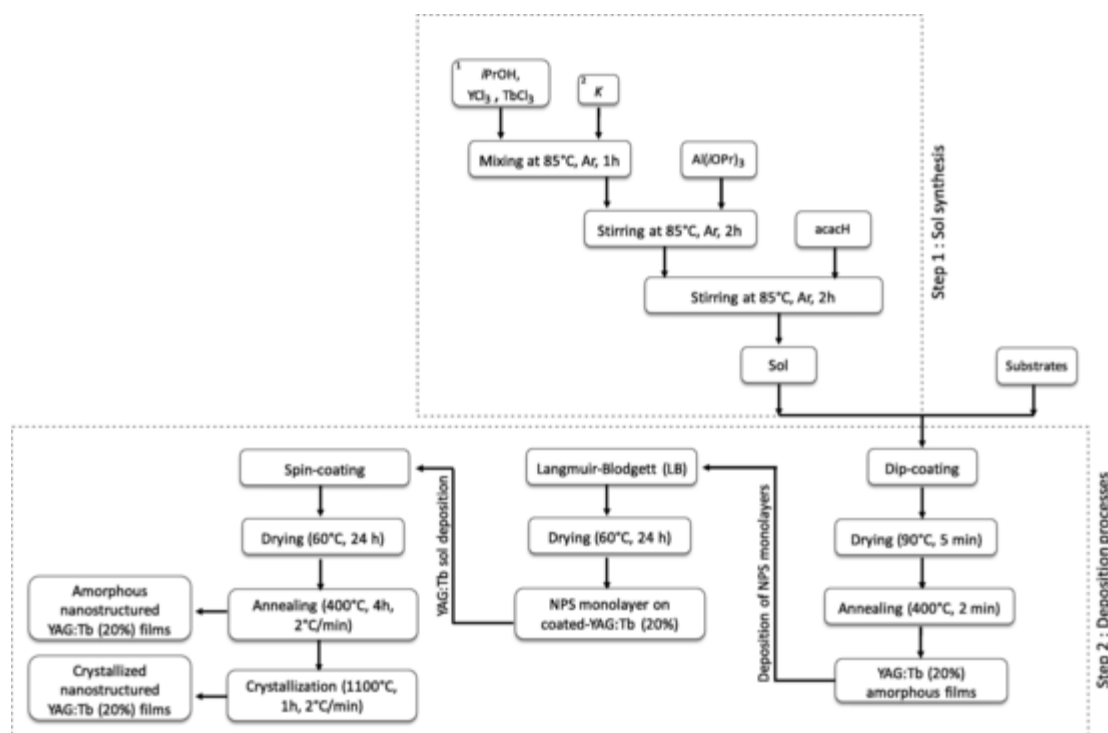 1
iPrOH,
YCl3 , TbCl3
2
K
Mixing at 85°C, Ar, 1h
Al(iOPr)3
Stirring at 85°C, Ar, 2h
acacH
Stirring at 85°C, Ar, 2h
Sol
Substrates
Step 1 : Sol synthesis
Spin-coating
Langmuir-Blodgett (LB)
Dip-coating
Drying (60°C, 24 h)
Drying (60°C, 24 h)
Drying (90°C, 5 min)
Amorphous
nanostructured
YAG:Tb (20%) films
Annealing (400°C, 4h,
2°C/min)
NPS monolayer on
coated-YAG:Tb (20%)
Annealing (400°C, 2 min)
Crystallized
nanostructured
YAG:Tb (20%) films
Crystallization (1100°C,
1h, 2°C/min)
YAG:Tb (20%)
amorphous films
YAG:Tb sol deposition
Deposition of NPS monolayers
Step 2 : Deposition processes